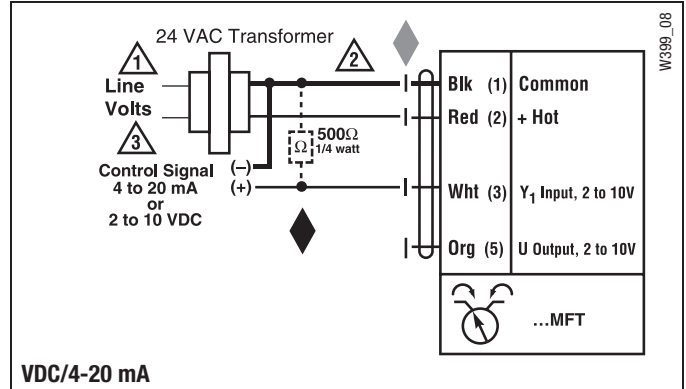 W399_08
24 VAC Transformer
1
2
Line
Volts
3
Control Signal
4 to 20 mA
or
2 to 10 VDC
(–)
(+)
Ω
500Ω
1/4 watt
Blk (1) Common
Red (2) + Hot
Wht (3) Y₁ Input, 2 to 10V
Org (5) U Output, 2 to 10V
...MFT
VDC/4-20 mA